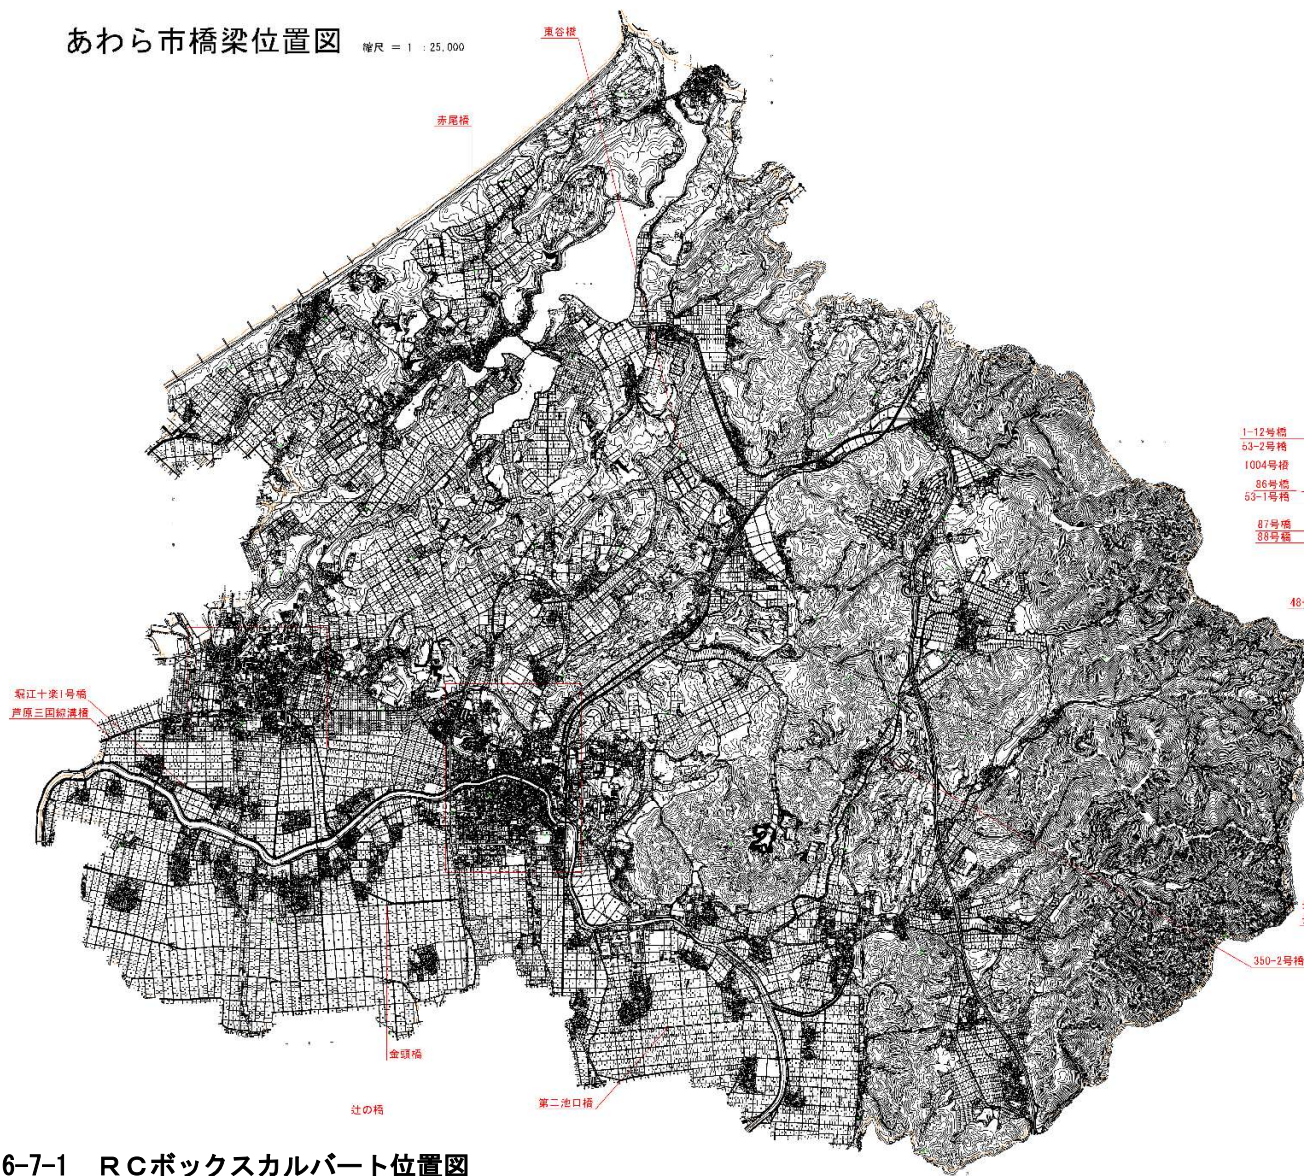 あわら市橋梁位置図 縮尺 = 1 : 25,000
東谷橋
赤尾橋
1-12号橋
53-2号橋
1004号橋
86号橋
53-1号橋
87号橋
88号橋
48-
堀江十楽1号橋
芦原三国線溝橋
350-2号橋
金頭橋
辻の橋
第二池口橋
6-7-1 RCボックスカルバート位置図